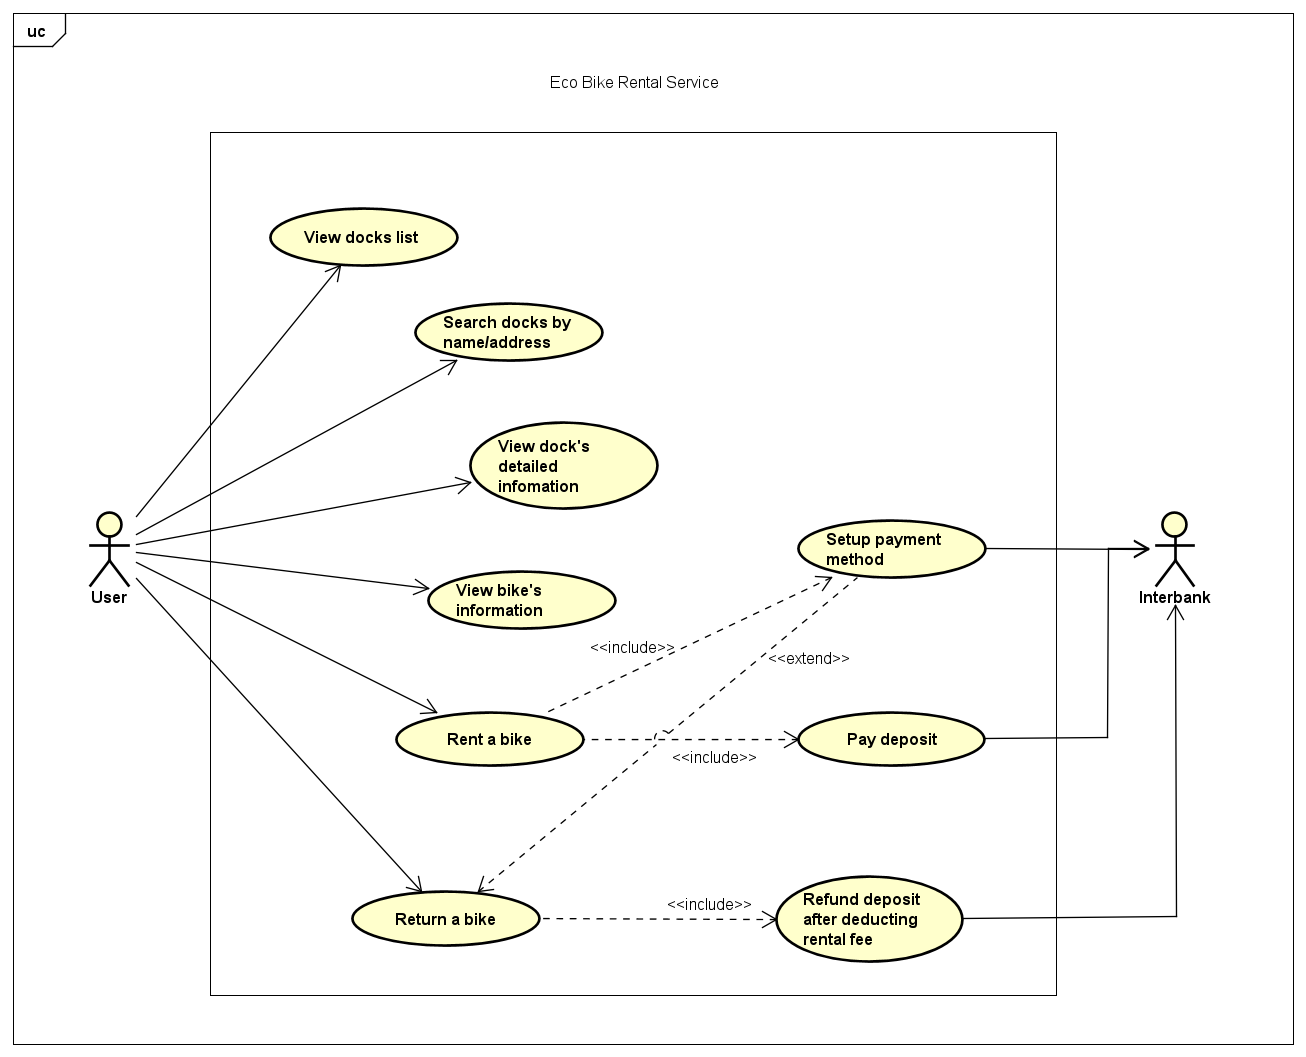 uc
Eco Bike Rental Service
View docks list
Search docks by
name/address
View dock's
detailed
infomation
User
Setup payment
method
Interbank
View bike's
information
<<include>>
<<extend>>
Rent a bike
Pay deposit
<<include>>
Return a bike
<<include>>
Refund deposit
after deducting
rental fee